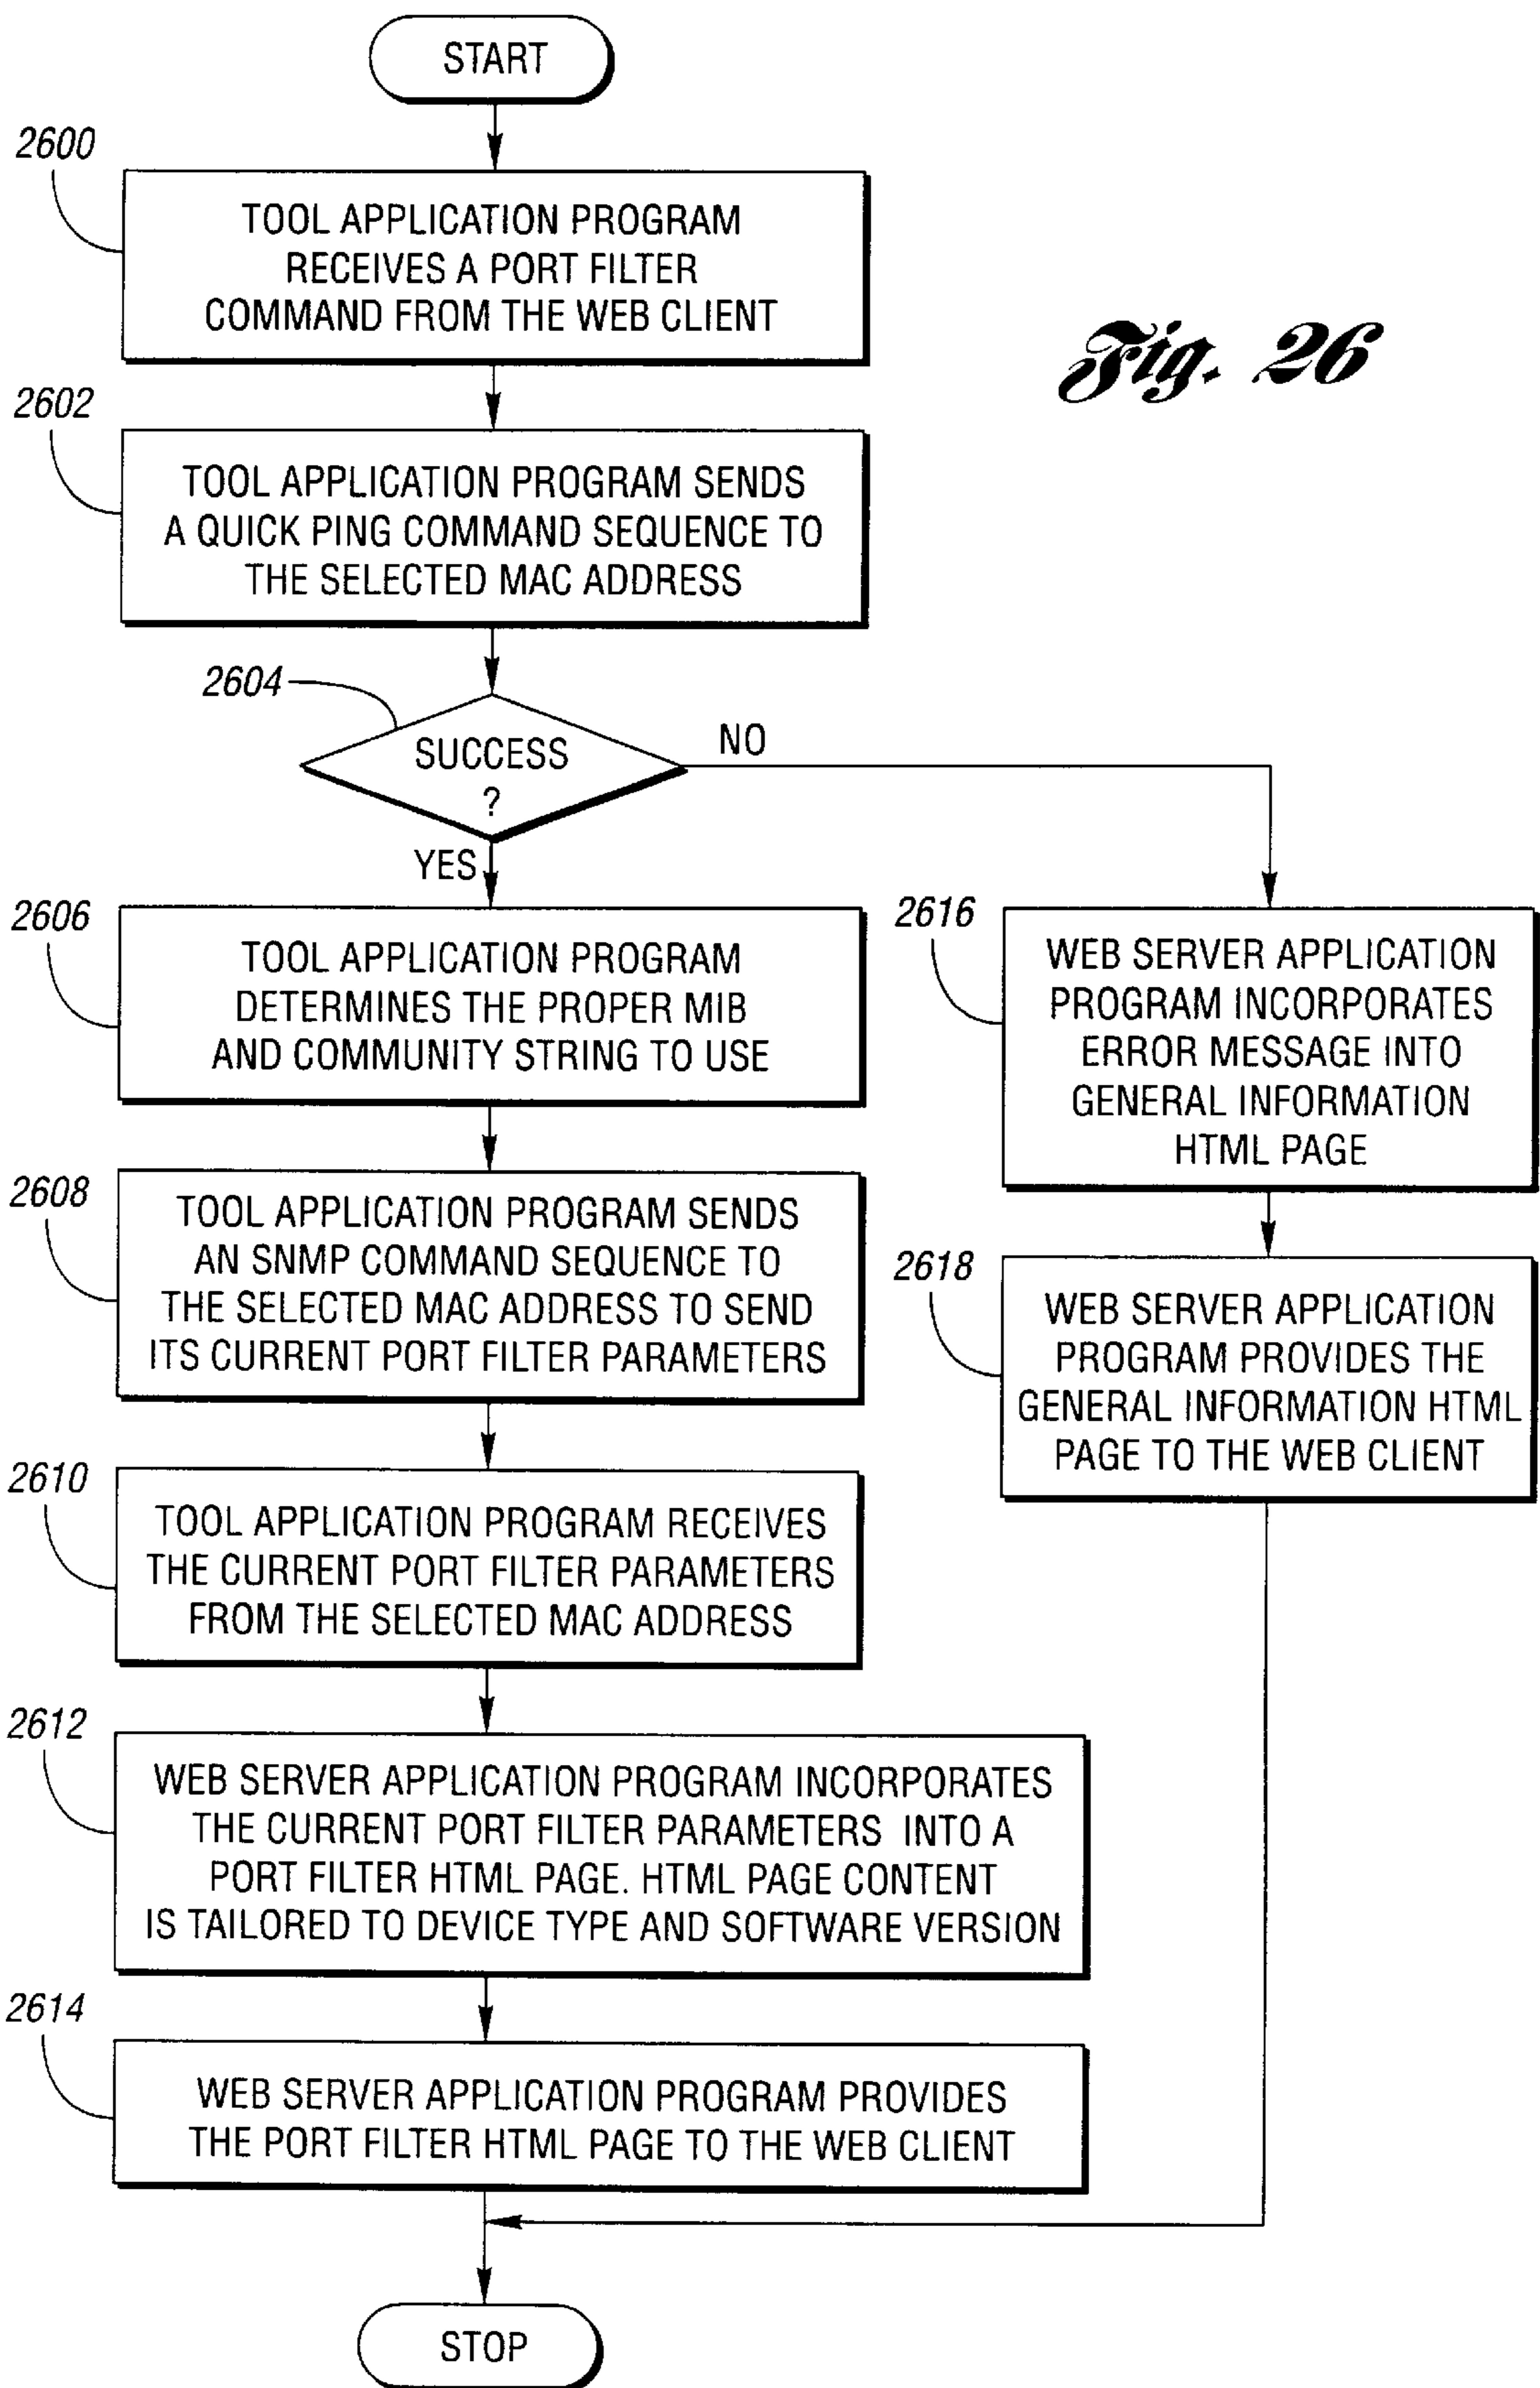 START
2600
TOOL APPLICATION PROGRAM
RECEIVES A PORT FILTER
COMMAND FROM THE WEB CLIENT
Fig. 26
2602
TOOL APPLICATION PROGRAM SENDS
A QUICK PING COMMAND SEQUENCE TO
THE SELECTED MAC ADDRESS
2604
SUCCESS
?
NO
YES
2606
TOOL APPLICATION PROGRAM
DETERMINES THE PROPER MIB
AND COMMUNITY STRING TO USE
2616
WEB SERVER APPLICATION
PROGRAM INCORPORATES
ERROR MESSAGE INTO
GENERAL INFORMATION
HTML PAGE
2608
TOOL APPLICATION PROGRAM SENDS
AN SNMP COMMAND SEQUENCE TO
THE SELECTED MAC ADDRESS TO SEND
ITS CURRENT PORT FILTER PARAMETERS
2618
WEB SERVER APPLICATION
PROGRAM PROVIDES THE
GENERAL INFORMATION HTML
PAGE TO THE WEB CLIENT
2610
TOOL APPLICATION PROGRAM RECEIVES
THE CURRENT PORT FILTER PARAMETERS
FROM THE SELECTED MAC ADDRESS
2612
WEB SERVER APPLICATION PROGRAM INCORPORATES
THE CURRENT PORT FILTER PARAMETERS INTO A
PORT FILTER HTML PAGE. HTML PAGE CONTENT
IS TAILORED TO DEVICE TYPE AND SOFTWARE VERSION
2614
WEB SERVER APPLICATION PROGRAM PROVIDES
THE PORT FILTER HTML PAGE TO THE WEB CLIENT
STOP